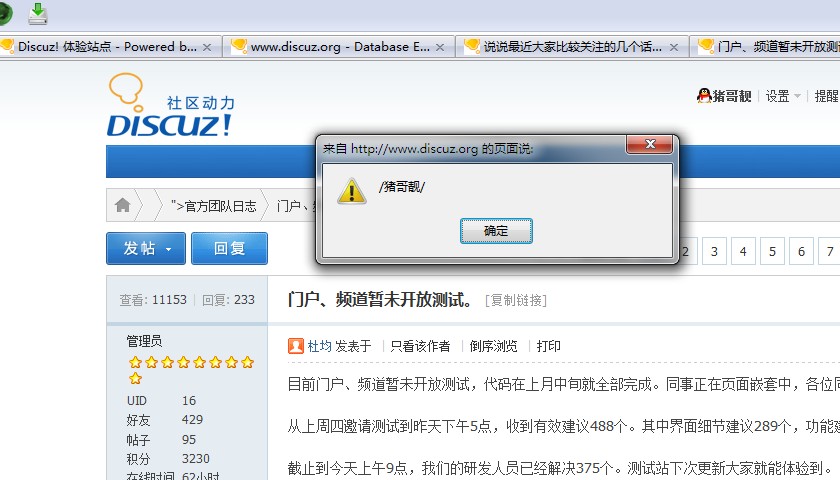 Discuz! 体验站点 - Powered b...
www.discuz.org - Database E...
说说最近大家比较关注的几个话...
门户、频道暂未开放测
社区动力
DISCUZ!
猪哥靓
设置
提醒
来自 http://www.discuz.org 的页面说:
/猪哥靓/
确定
">官方团队日志
门户、
发帖
回复
2 3 4 5 6 7
查看: 11153 回复: 233
门户、频道暂未开放测试。 [复制链接]
管理员
杜均 发表于 只看该作者 倒序浏览 打印
UID 16
好友 429
帖子 95
积分 3230
在线时间 62小时
目前门户、频道暂未开放测试，代码在上月中旬就全部完成。同事正在页面嵌套中，各位
从上周四邀请测试到昨天下午5点，收到有效建议488个。其中界面细节建议289个，功能建
截止到今天上午9点，我们的研发人员已经解决375个。测试站下次更新大家就能体验到。